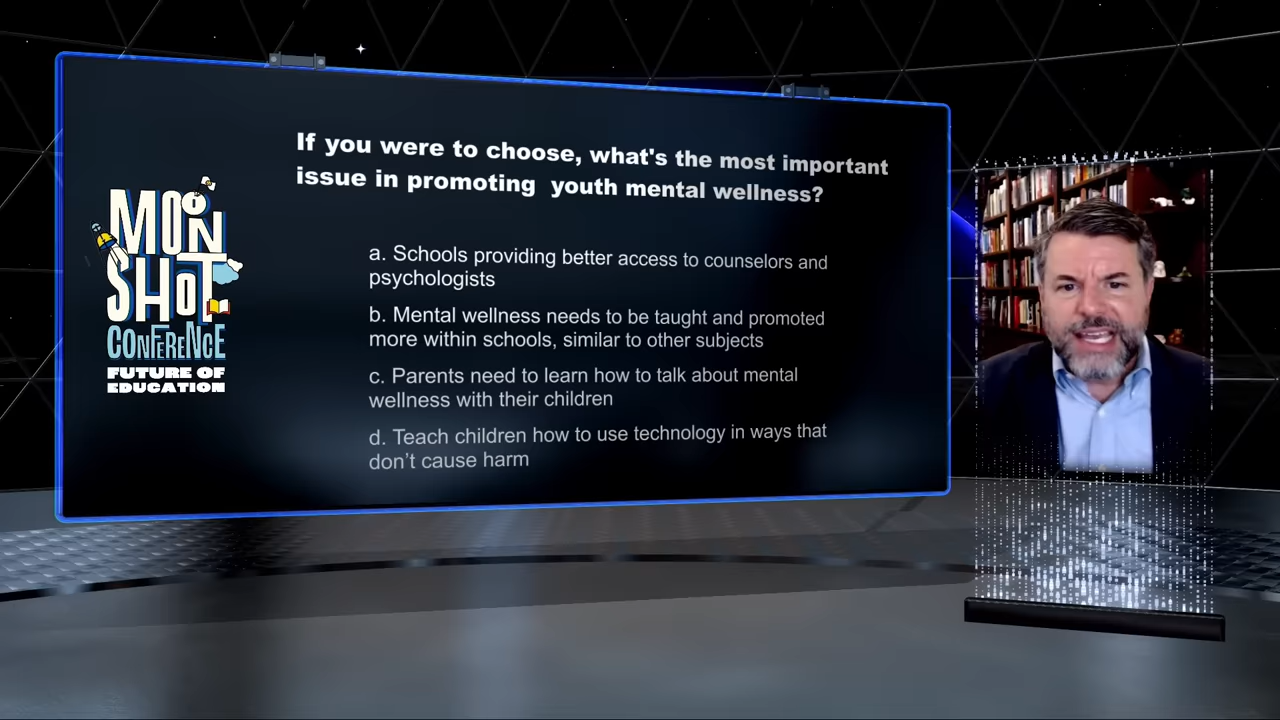 If you were to choose, what's the most important
issue in promoting youth mental wellness?
a. Schools providing better access to counselors and
psychologists
b. Mental wellness needs to be taught and promoted
more within schools, similar to other subjects
c. Parents need to learn how to talk about mental
wellness with their children
d. Teach children how to use technology in ways that
don't cause harm
MOON
SHOT
CONFERENCE
FUTURE OF
EDUCATION